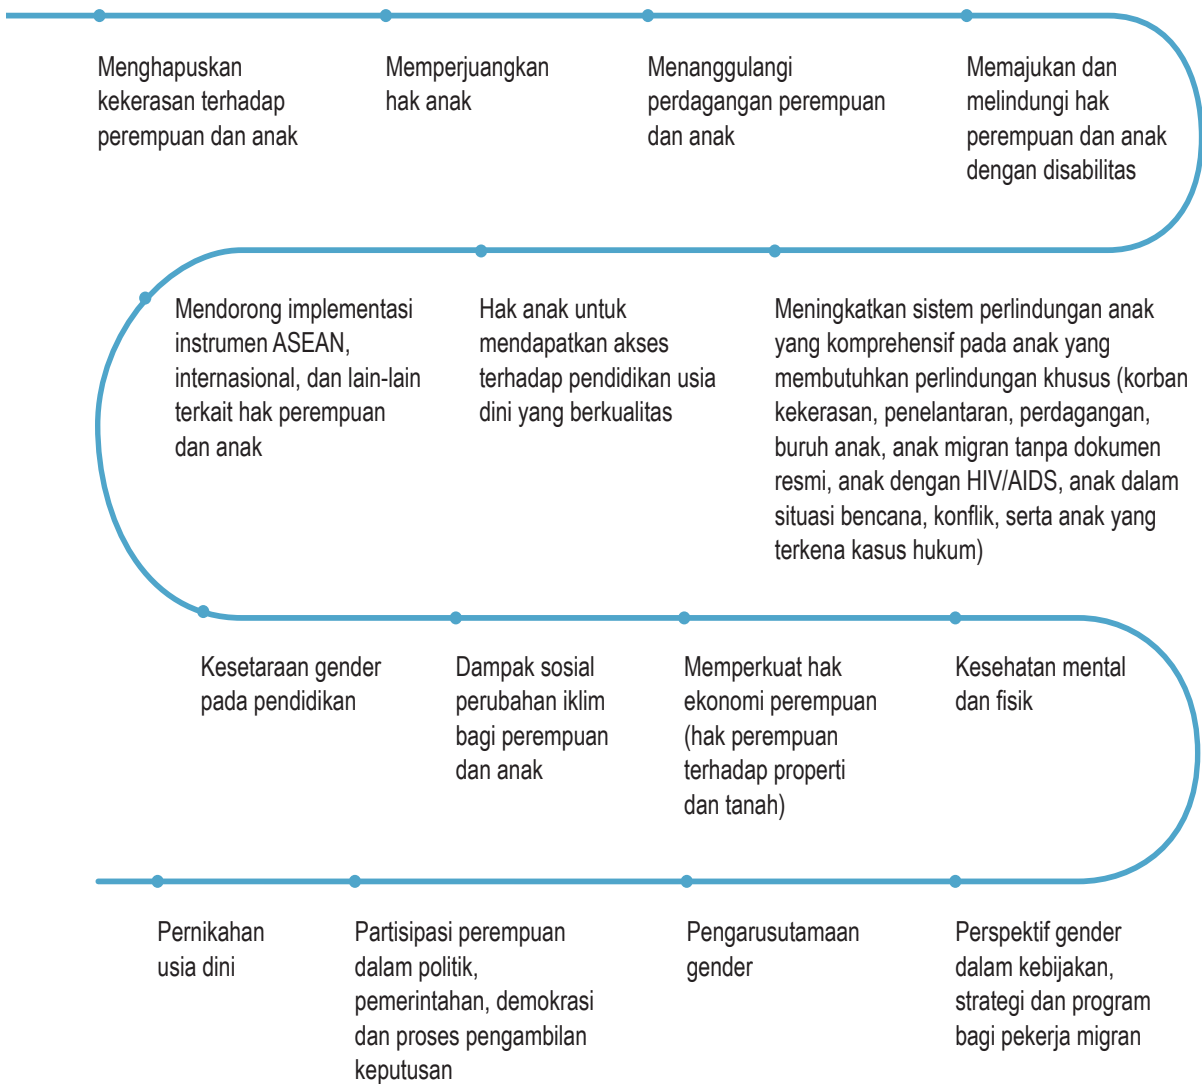 Menghapuskan
kekerasan terhadap
perempuan dan anak
Memperjuangkan
hak anak
Menanggulangi
perdagangan perempuan
dan anak
Memajukan dan
melindungi hak
perempuan dan anak
dengan disabilitas
Mendorong implementasi
instrumen ASEAN,
internasional, dan lain-lain
terkait hak perempuan
dan anak
Hak anak untuk
mendapatkan akses
terhadap pendidikan usia
dini yang berkualitas
Meningkatkan sistem perlindungan anak
yang komprehensif pada anak yang
membutuhkan perlindungan khusus (korban
kekerasan, penelantaran, perdagangan,
buruh anak, anak migran tanpa dokumen
resmi, anak dengan HIV/AIDS, anak dalam
situasi bencana, konflik, serta anak yang
terkena kasus hukum)
Kesetaraan gender
pada pendidikan
Dampak sosial
perubahan iklim
bagi perempuan
dan anak
Memperkuat hak
ekonomi perempuan
(hak perempuan
terhadap properti
dan tanah)
Kesehatan mental
dan fisik
Pernikahan
usia dini
Partisipasi perempuan
dalam politik,
pemerintahan, demokrasi
dan proses pengambilan
keputusan
Pengarusutamaan
gender
Perspektif gender
dalam kebijakan,
strategi dan program
bagi pekerja migran